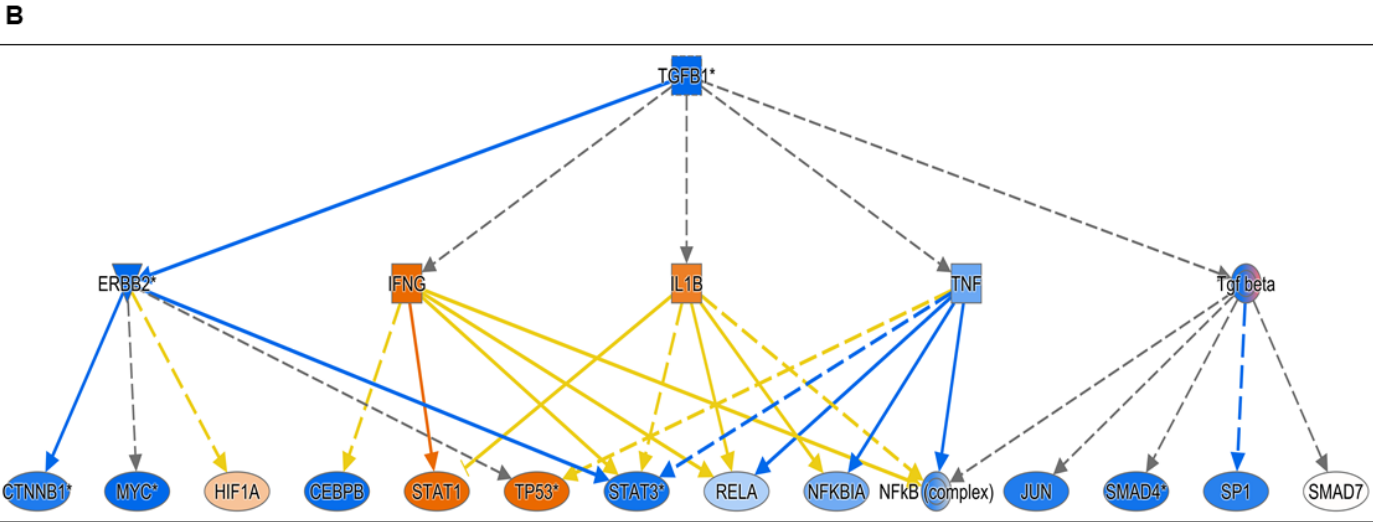 B
TGFB1*
ERBB2* IFNG IL1B TNF Tgf beta
CTNNB1* MYC* HIF1A CEBPB STAT1 TP53* STAT3* RELA NFKBIA NFkB (complex) JUN SMAD4* SP1 SMAD7